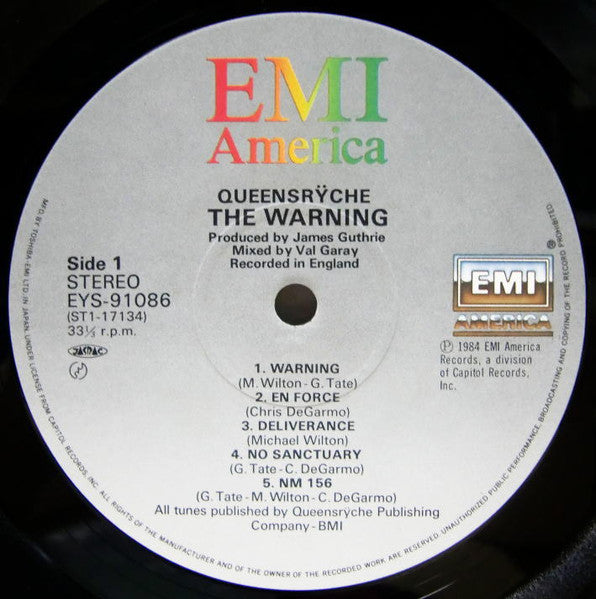 EMI
America
QUEENSRŸCHE
THE WARNING
Produced by James Guthrie
Mixed by Val Garay
Recorded in England
Side 1
STEREO
EYS-91086
(ST1-17134)
33⅓ r.p.m.
JASRAC
EMI
AMERICA
Ⓟ 1984 EMI America
Records, a division
of Capitol Records,
Inc.
1. WARNING
(M. Wilton-G. Tate)
2. EN FORCE
(Chris DeGarmo)
3. DELIVERANCE
(Michael Wilton)
4. NO SANCTUARY
(G. Tate-C. DeGarmo)
5. NM 156
(G. Tate-M. Wilton-C. DeGarmo)
All tunes published by Queensrÿche Publishing
Company-BMI
MFD. BY TOSHIBA-EMI LTD. IN JAPAN, UNDER LICENSE FROM CAPITOL RECORDS, INC. ALL RIGHTS OF THE MANUFACTURER AND OF THE OWNER OF THE RECORDED WORK ARE RESERVED. UNAUTHORIZED PUBLIC PERFORMANCE, BROADCASTING AND COPYING OF THE RECORD PROHIBITED.
®